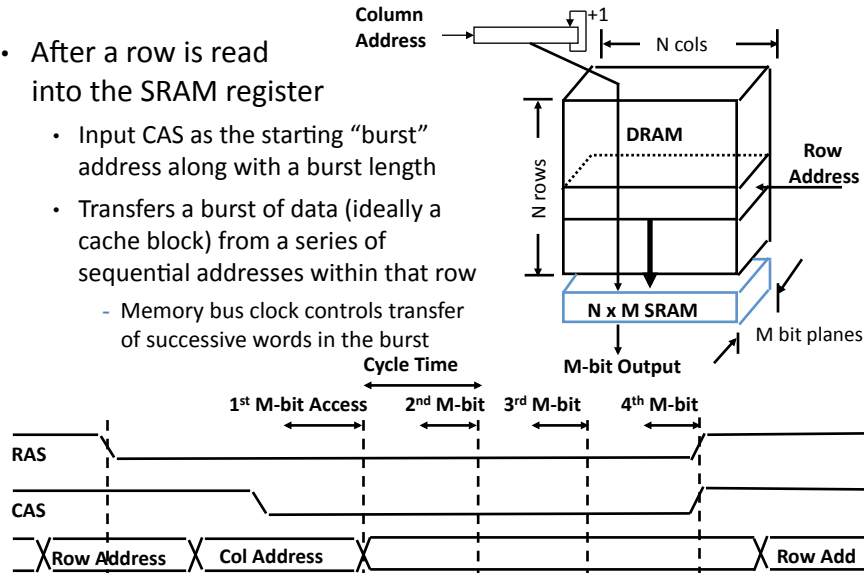 • After a row is read
into the SRAM register
• Input CAS as the starting “burst”
address along with a burst length
• Transfers a burst of data (ideally a
cache block) from a series of
sequential addresses within that row
- Memory bus clock controls transfer
of successive words in the burst
Column
Address
+1
N cols
DRAM
N rows
Row
Address
N x M SRAM
M bit planes
M-bit Output
Cycle Time
1st M-bit Access
2nd M-bit
3rd M-bit
4th M-bit
RAS
CAS
Row Address
Col Address
Row Add